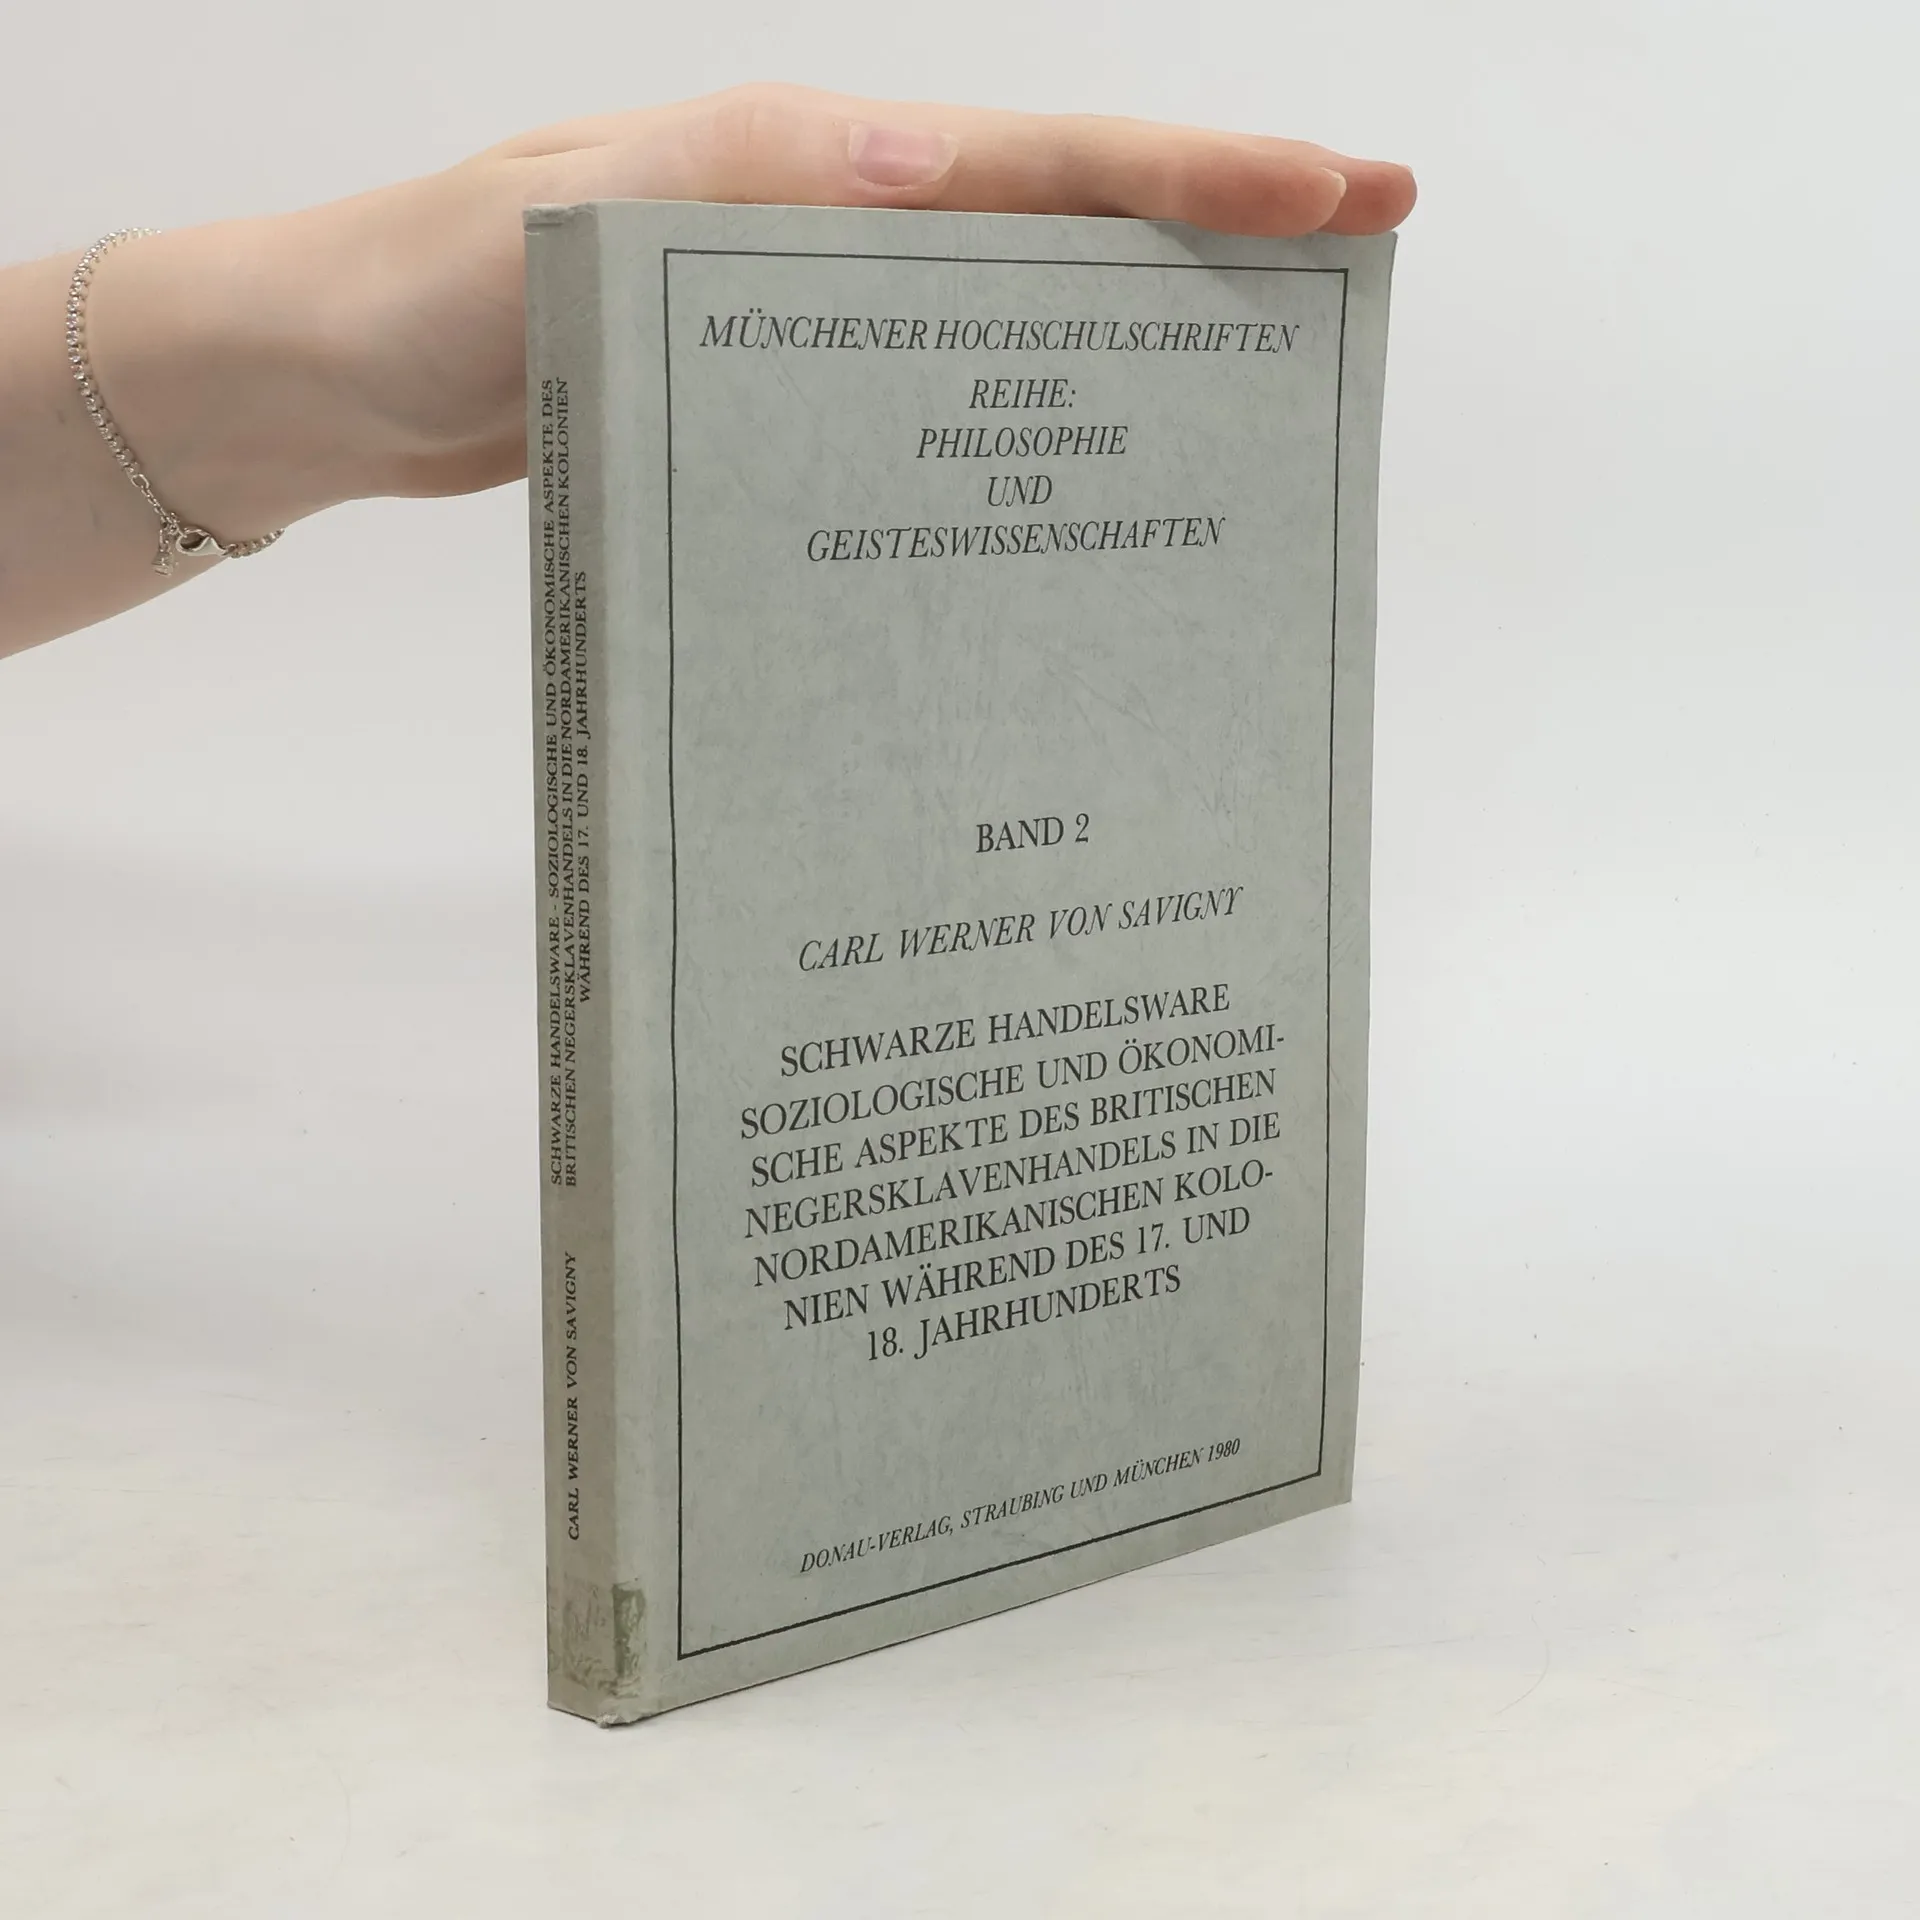 MÜNCHENER HOCHSCHULSCHRIFTEN
REIHE:
PHILOSOPHIE
UND
GEISTESWISSENSCHAFTEN
BAND 2
CARL WERNER VON SAVIGNY
SCHWARZE HANDELSWARE
SOZIOLOGISCHE UND ÖKONOMI-
SCHE ASPEKTE DES BRITISCHEN
NEGERSKLAVENHANDELS IN DIE
NORDAMERIKANISCHEN KOLO-
NIEN WÄHREND DES 17. UND
18. JAHRHUNDERTS
DONAU-VERLAG, STRAUBING UND MÜNCHEN 1980
CARL WERNER VON SAVIGNY
SCHWARZE HANDELSWARE - SOZIOLOGISCHE UND ÖKONOMISCHE ASPEKTE DES
BRITISCHEN NEGERSKLAVENHANDELS IN DIE NORDAMERIKANISCHEN KOLONIEN
WÄHREND DES 17. UND 18. JAHRHUNDERTS